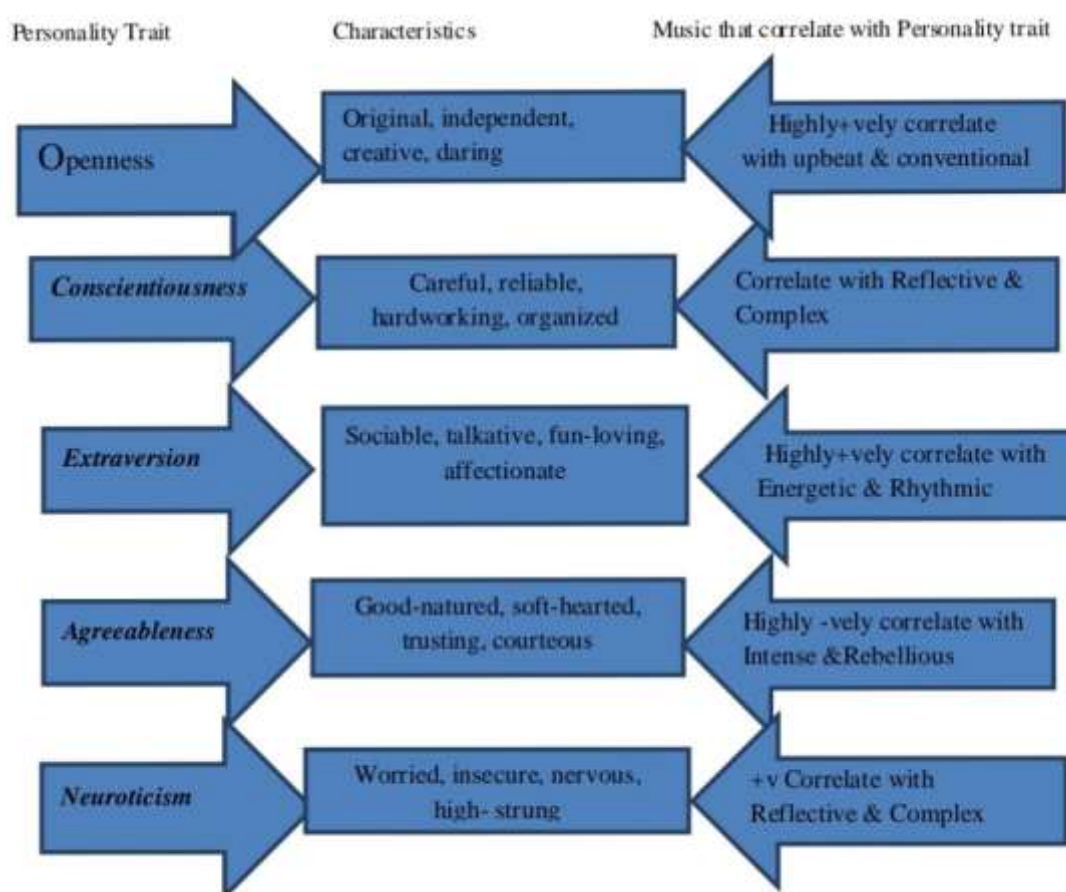 Personality Trait
Characteristics
Music that correlate with Personality trait
Openness
Original, independent,
creative, daring
Highly+vely correlate
with upbeat & conventional
Conscientiousness
Careful, reliable,
hardworking, organized
Correlate with Reflective &
Complex
Extraversion
Sociable, talkative, fun-loving,
affectionate
Highly+vely correlate with
Energetic & Rhythmic
Agreeableness
Good-natured, soft-hearted,
trusting, courteous
Highly -vely correlate with
Intense &Rebellious
Neuroticism
Worried, insecure, nervous,
high- strung
+v Correlate with
Reflective & Complex